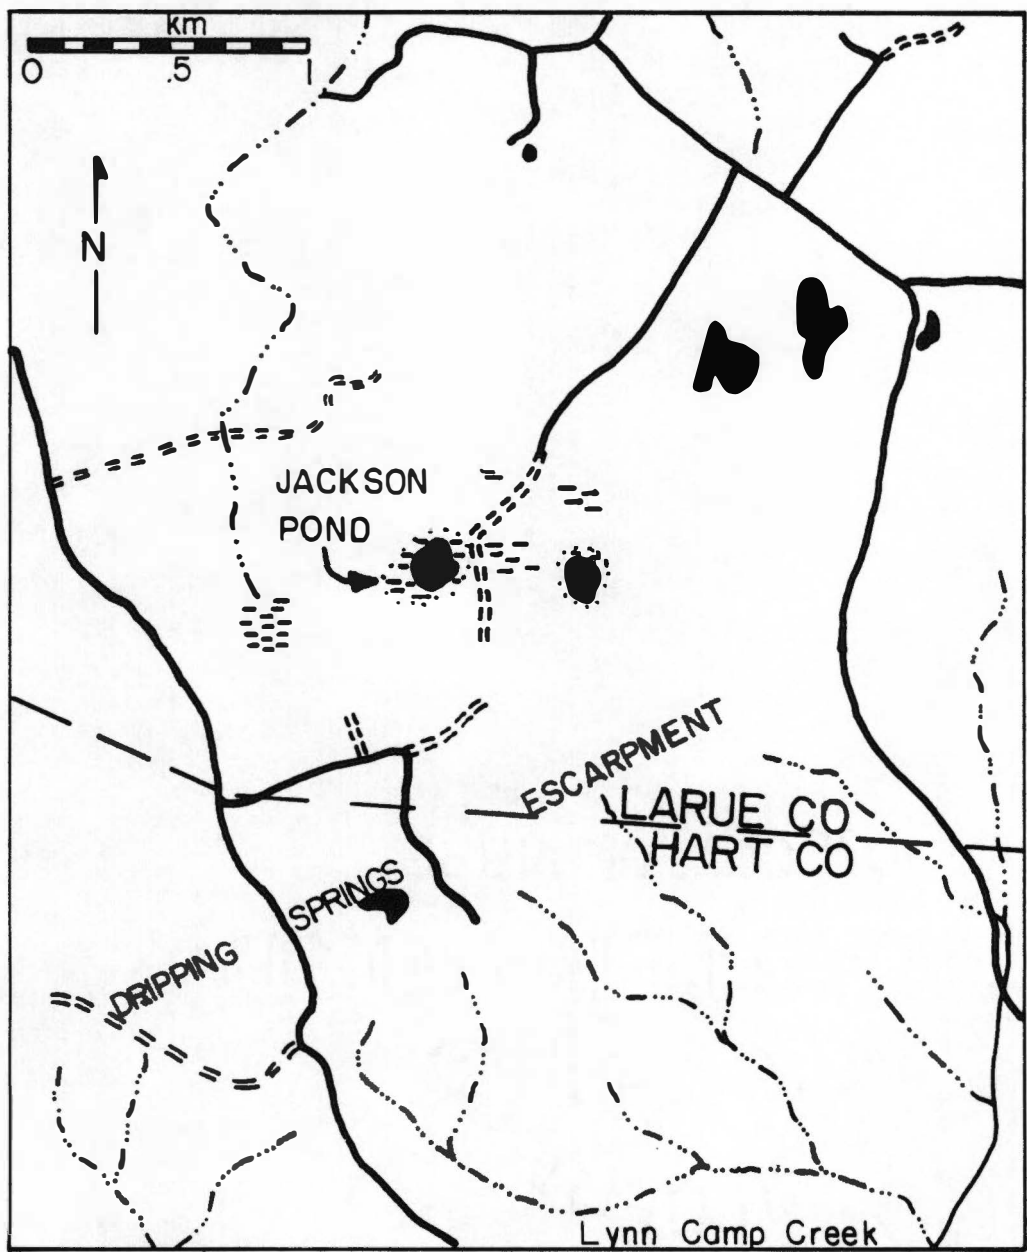 km
0 .5 1
N
JACKSON
POND
DRIPPING SPRINGS ESCARPMENT
LARUE CO
HART CO
Lynn Camp Creek